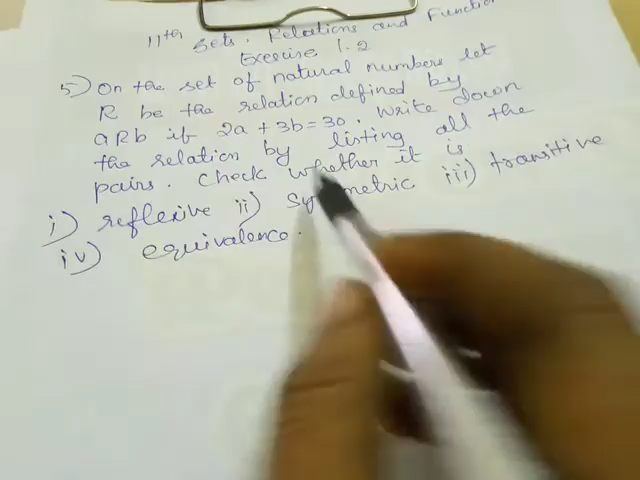 11th Sets, Relations and Function
Exercise 1.2
5) On the set of natural numbers let
R be the relation defined by
aRb if 2a + 3b = 30. Write down
the relation by listing all the
pairs. Check whether it is
i) reflexive ii) symmetric iii) transitive
iv) equivalence.